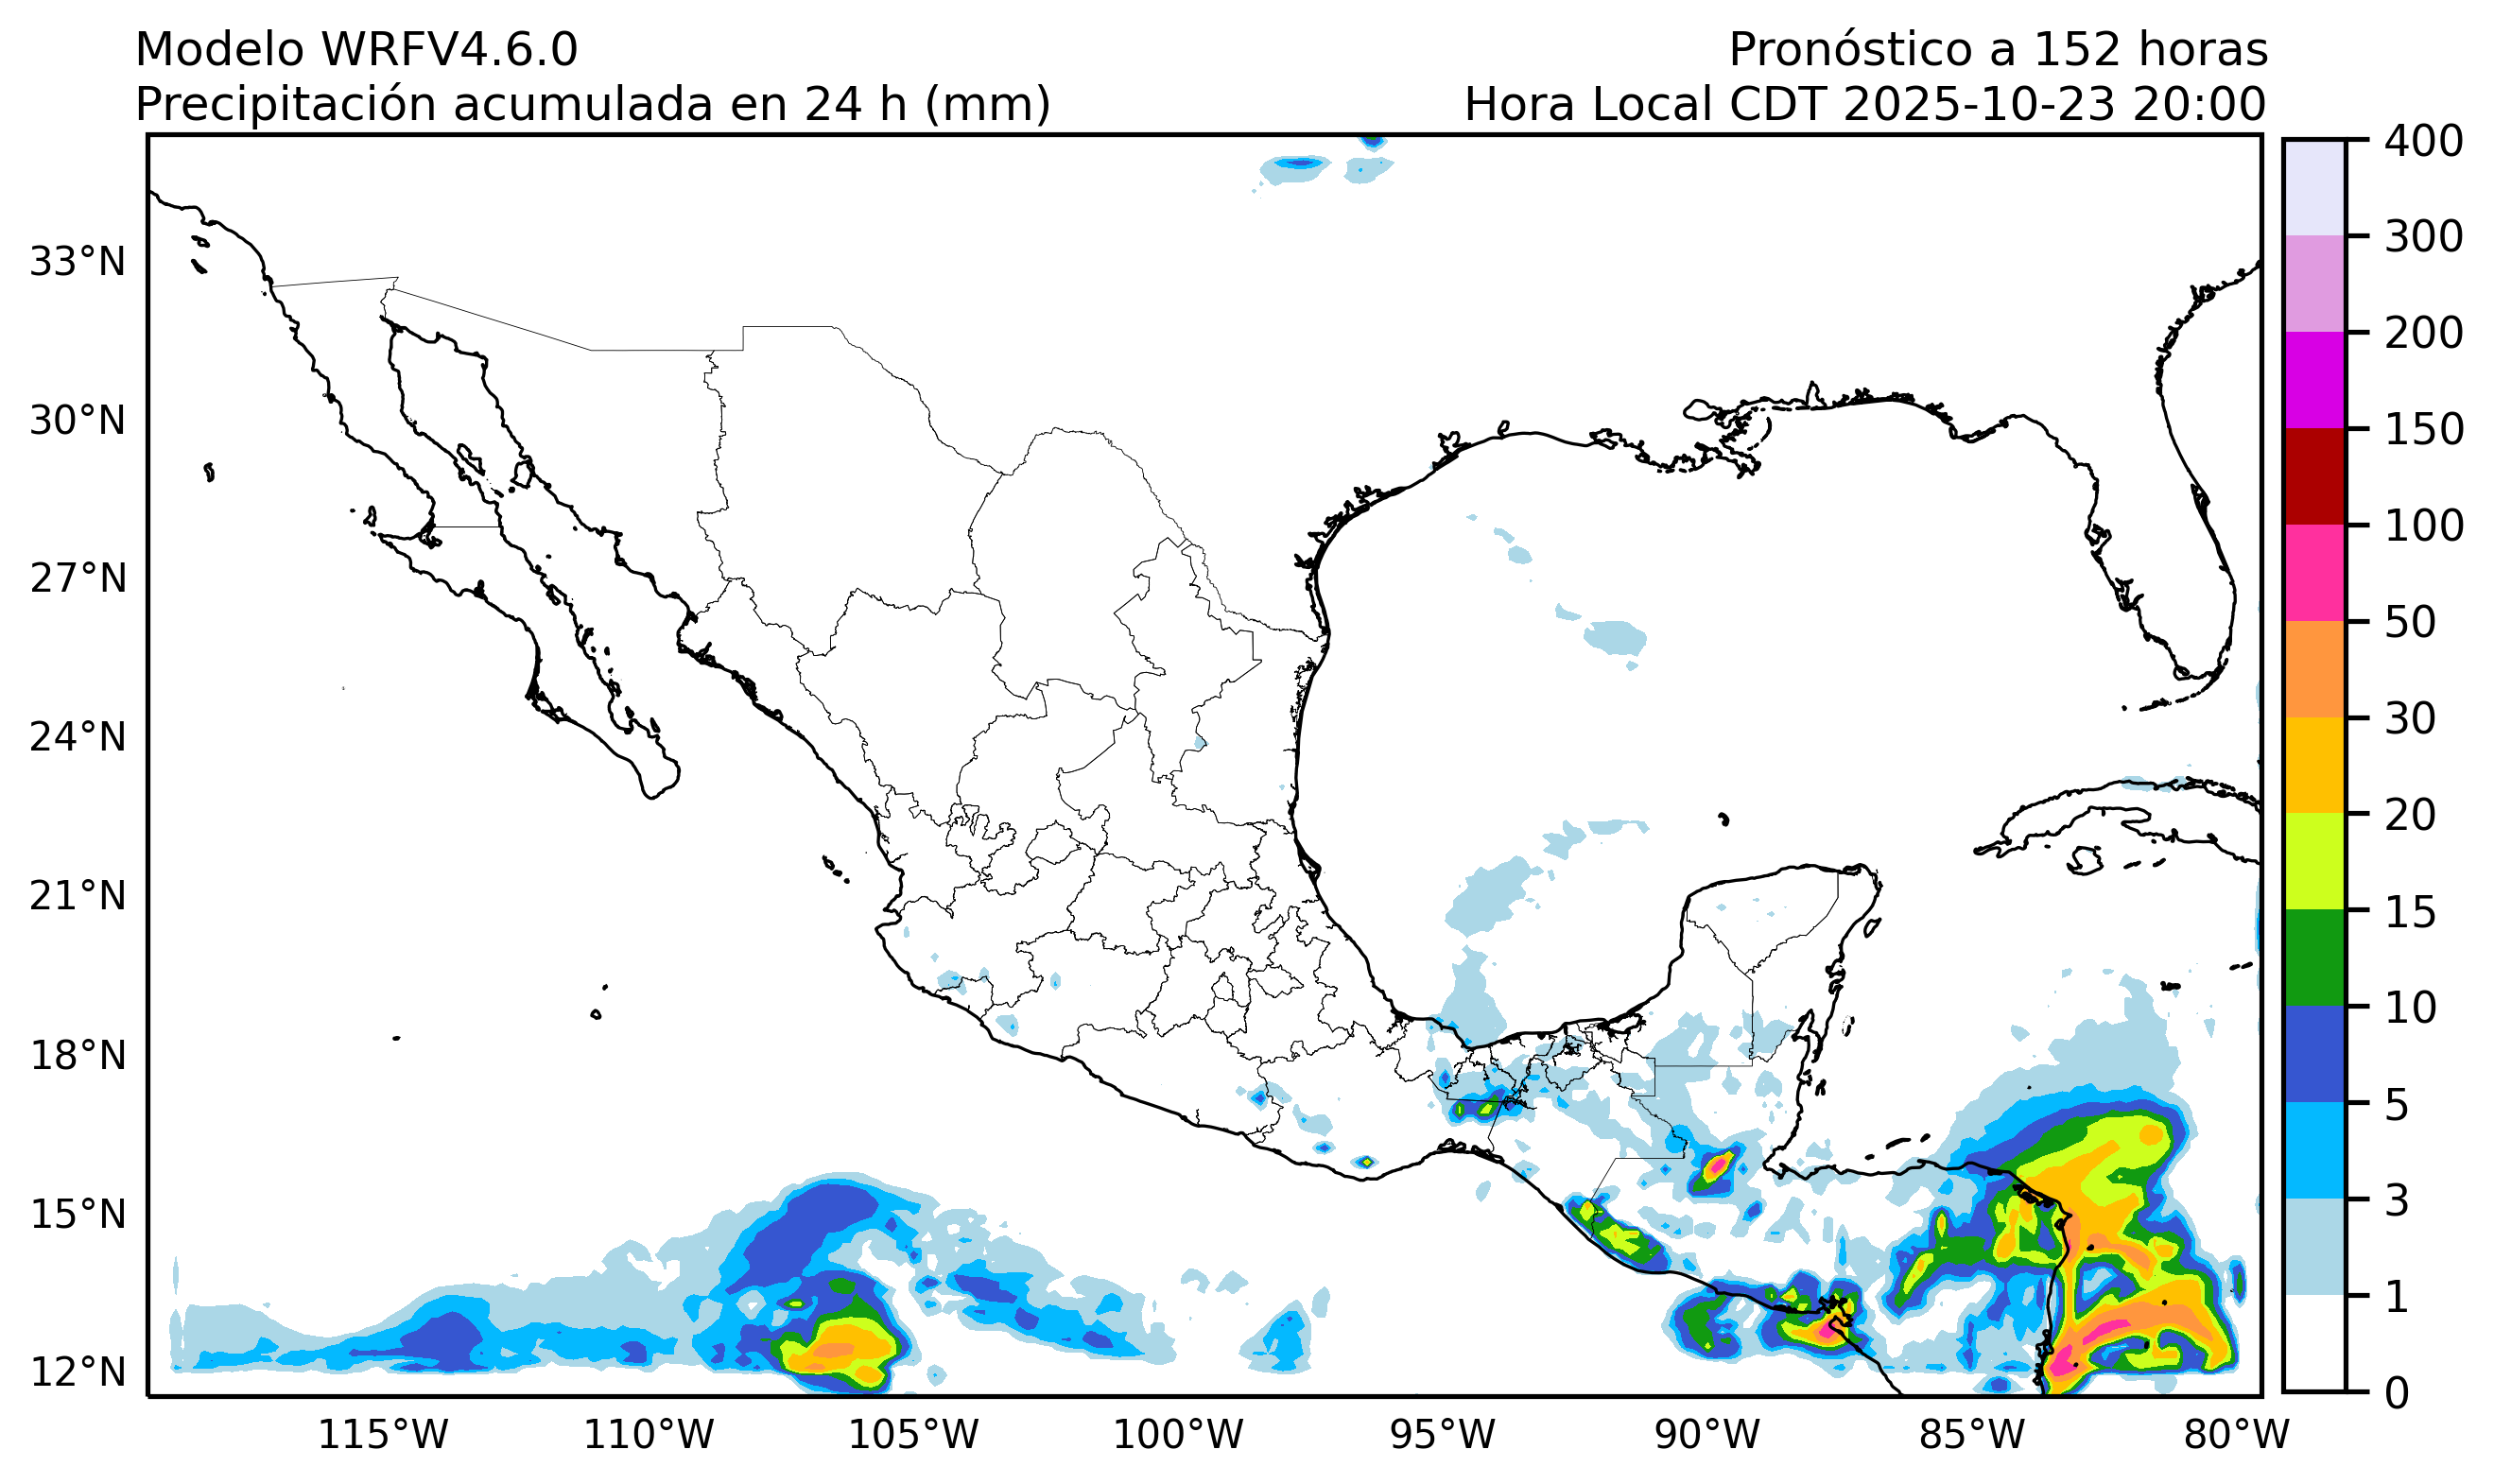 Modelo WRFV4.6.0
Pronóstico a 152 horas
Precipitación acumulada en 24 h (mm)
Hora Local CDT 2025-10-23 20:00
33°N
30°N
27°N
24°N
21°N
18°N
15°N
12°N
115°W
110°W
105°W
100°W
95°W
90°W
85°W
80°W
400
300
200
150
100
50
30
20
15
10
5
3
1
0